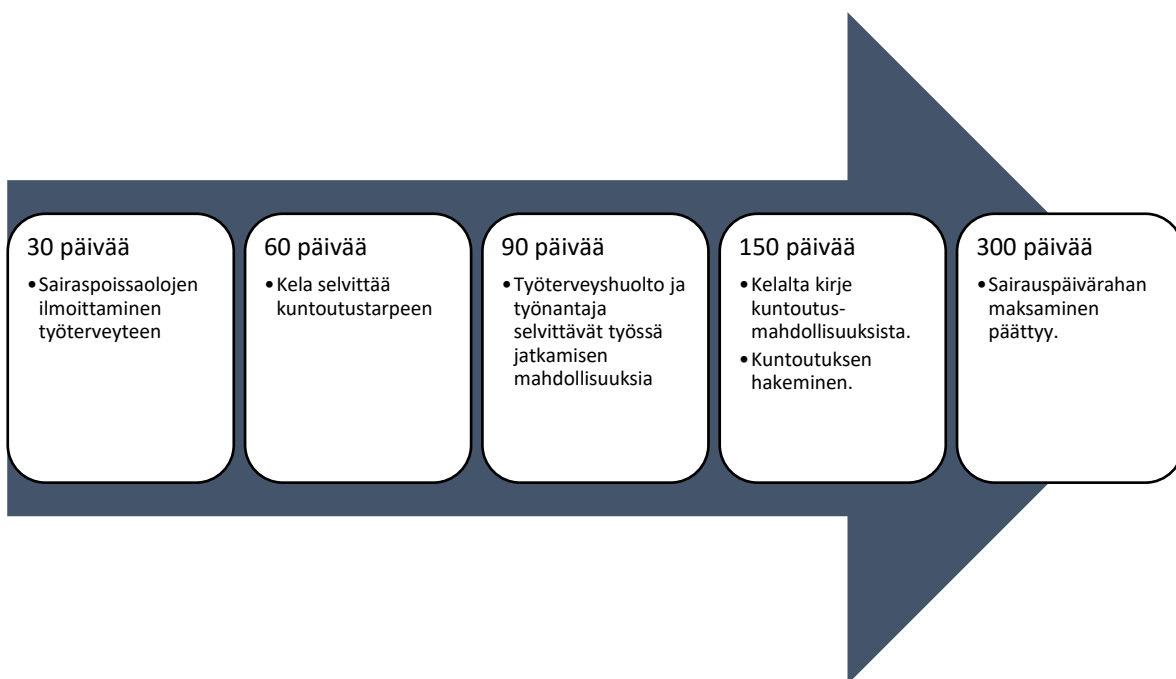 30 päivää
•Sairaspoissaolojen
ilmoittaminen
työterveyteen
60 päivää
•Kela selvittää
kuntoutustarpeen
90 päivää
•Työterveyshuolto ja
työnantaja
selvittävät työssä
jatkamisen
mahdollisuuksia
150 päivää
•Kelalta kirje
kuntoutus-
mahdollisuuksista.
•Kuntoutuksen
hakeminen.
300 päivää
•Sairauspäivärahan
maksaminen
päättyy.